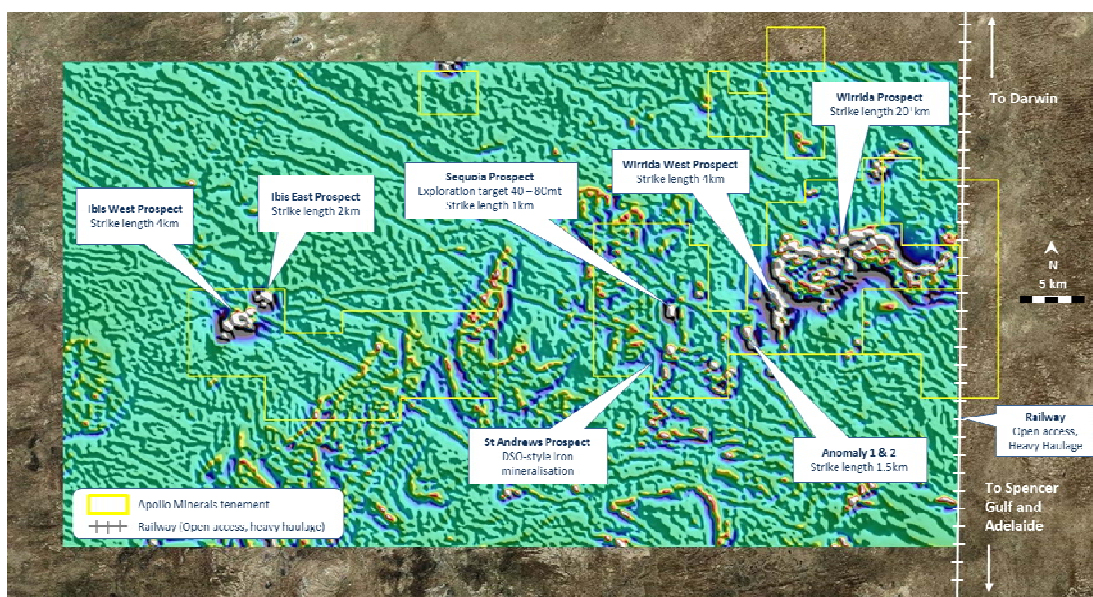 To Darwin
Wirrida Prospect
Strike length 20+km
Wirrida West Prospect
Strike length 4km
Sequoia Prospect
Exploration target 40 – 80mt
Strike length 1km
Ibis East Prospect
Strike length 2km
Ibis West Prospect
Strike length 4km
N
5 km
Railway
Open access,
Heavy Haulage
St Andrews Prospect
DSO-style iron
mineralisation
Anomaly 1 & 2
Strike length 1.5km
To Spencer
Gulf and
Adelaide
Apollo Minerals tenement
Railway (Open access, heavy haulage)